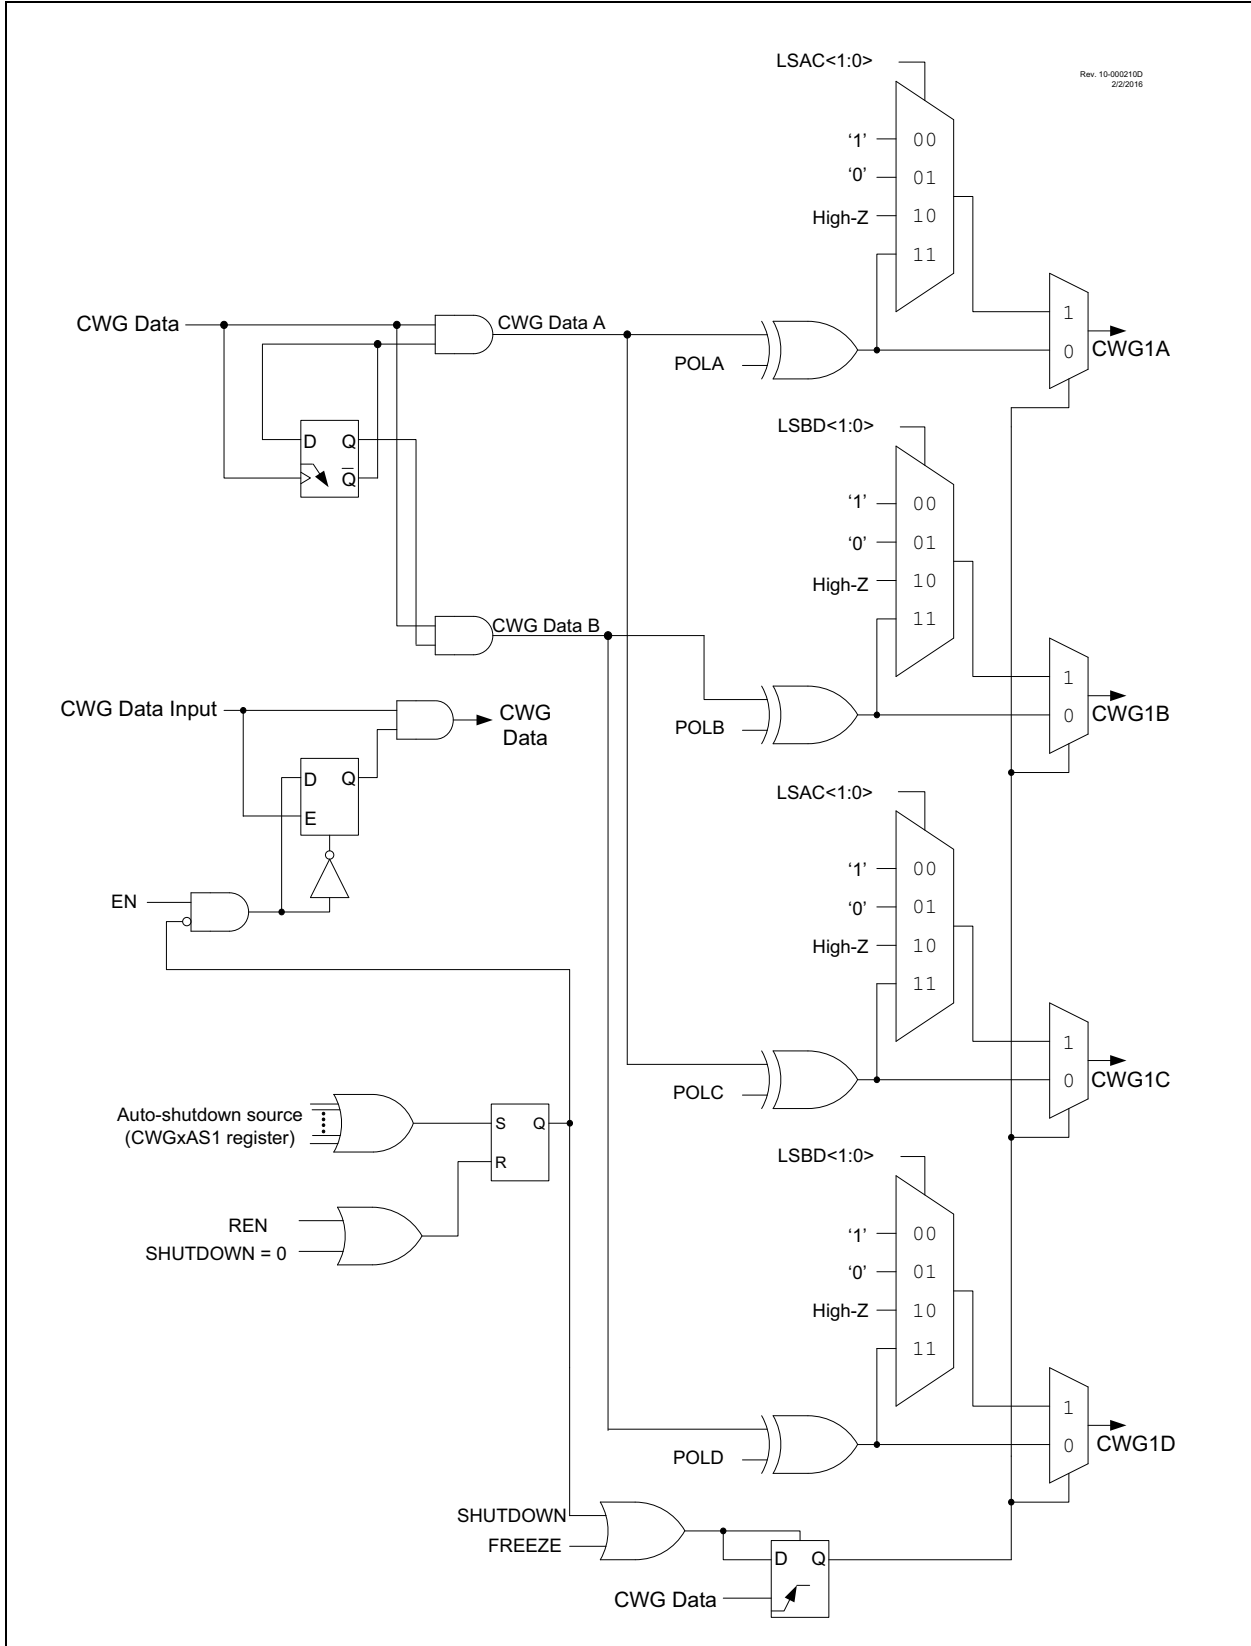 LSAC<1:0>
Rev. 10-000210D
2/2/2016
‘1’ 00
‘0’ 01
High-Z 10
11
CWG Data
CWG Data A
POLA
1
0
CWG1A
D Q
Q
LSBD<1:0>
‘1’ 00
‘0’ 01
High-Z 10
11
CWG Data B
POLB
1
0
CWG1B
CWG Data Input
CWG
Data
D Q
E
EN
LSAC<1:0>
‘1’ 00
‘0’ 01
High-Z 10
11
POLC
1
0
CWG1C
Auto-shutdown source
(CWGxAS1 register)
S Q
R
REN
SHUTDOWN = 0
LSBD<1:0>
‘1’ 00
‘0’ 01
High-Z 10
11
POLD
1
0
CWG1D
SHUTDOWN
FREEZE
D Q
CWG Data